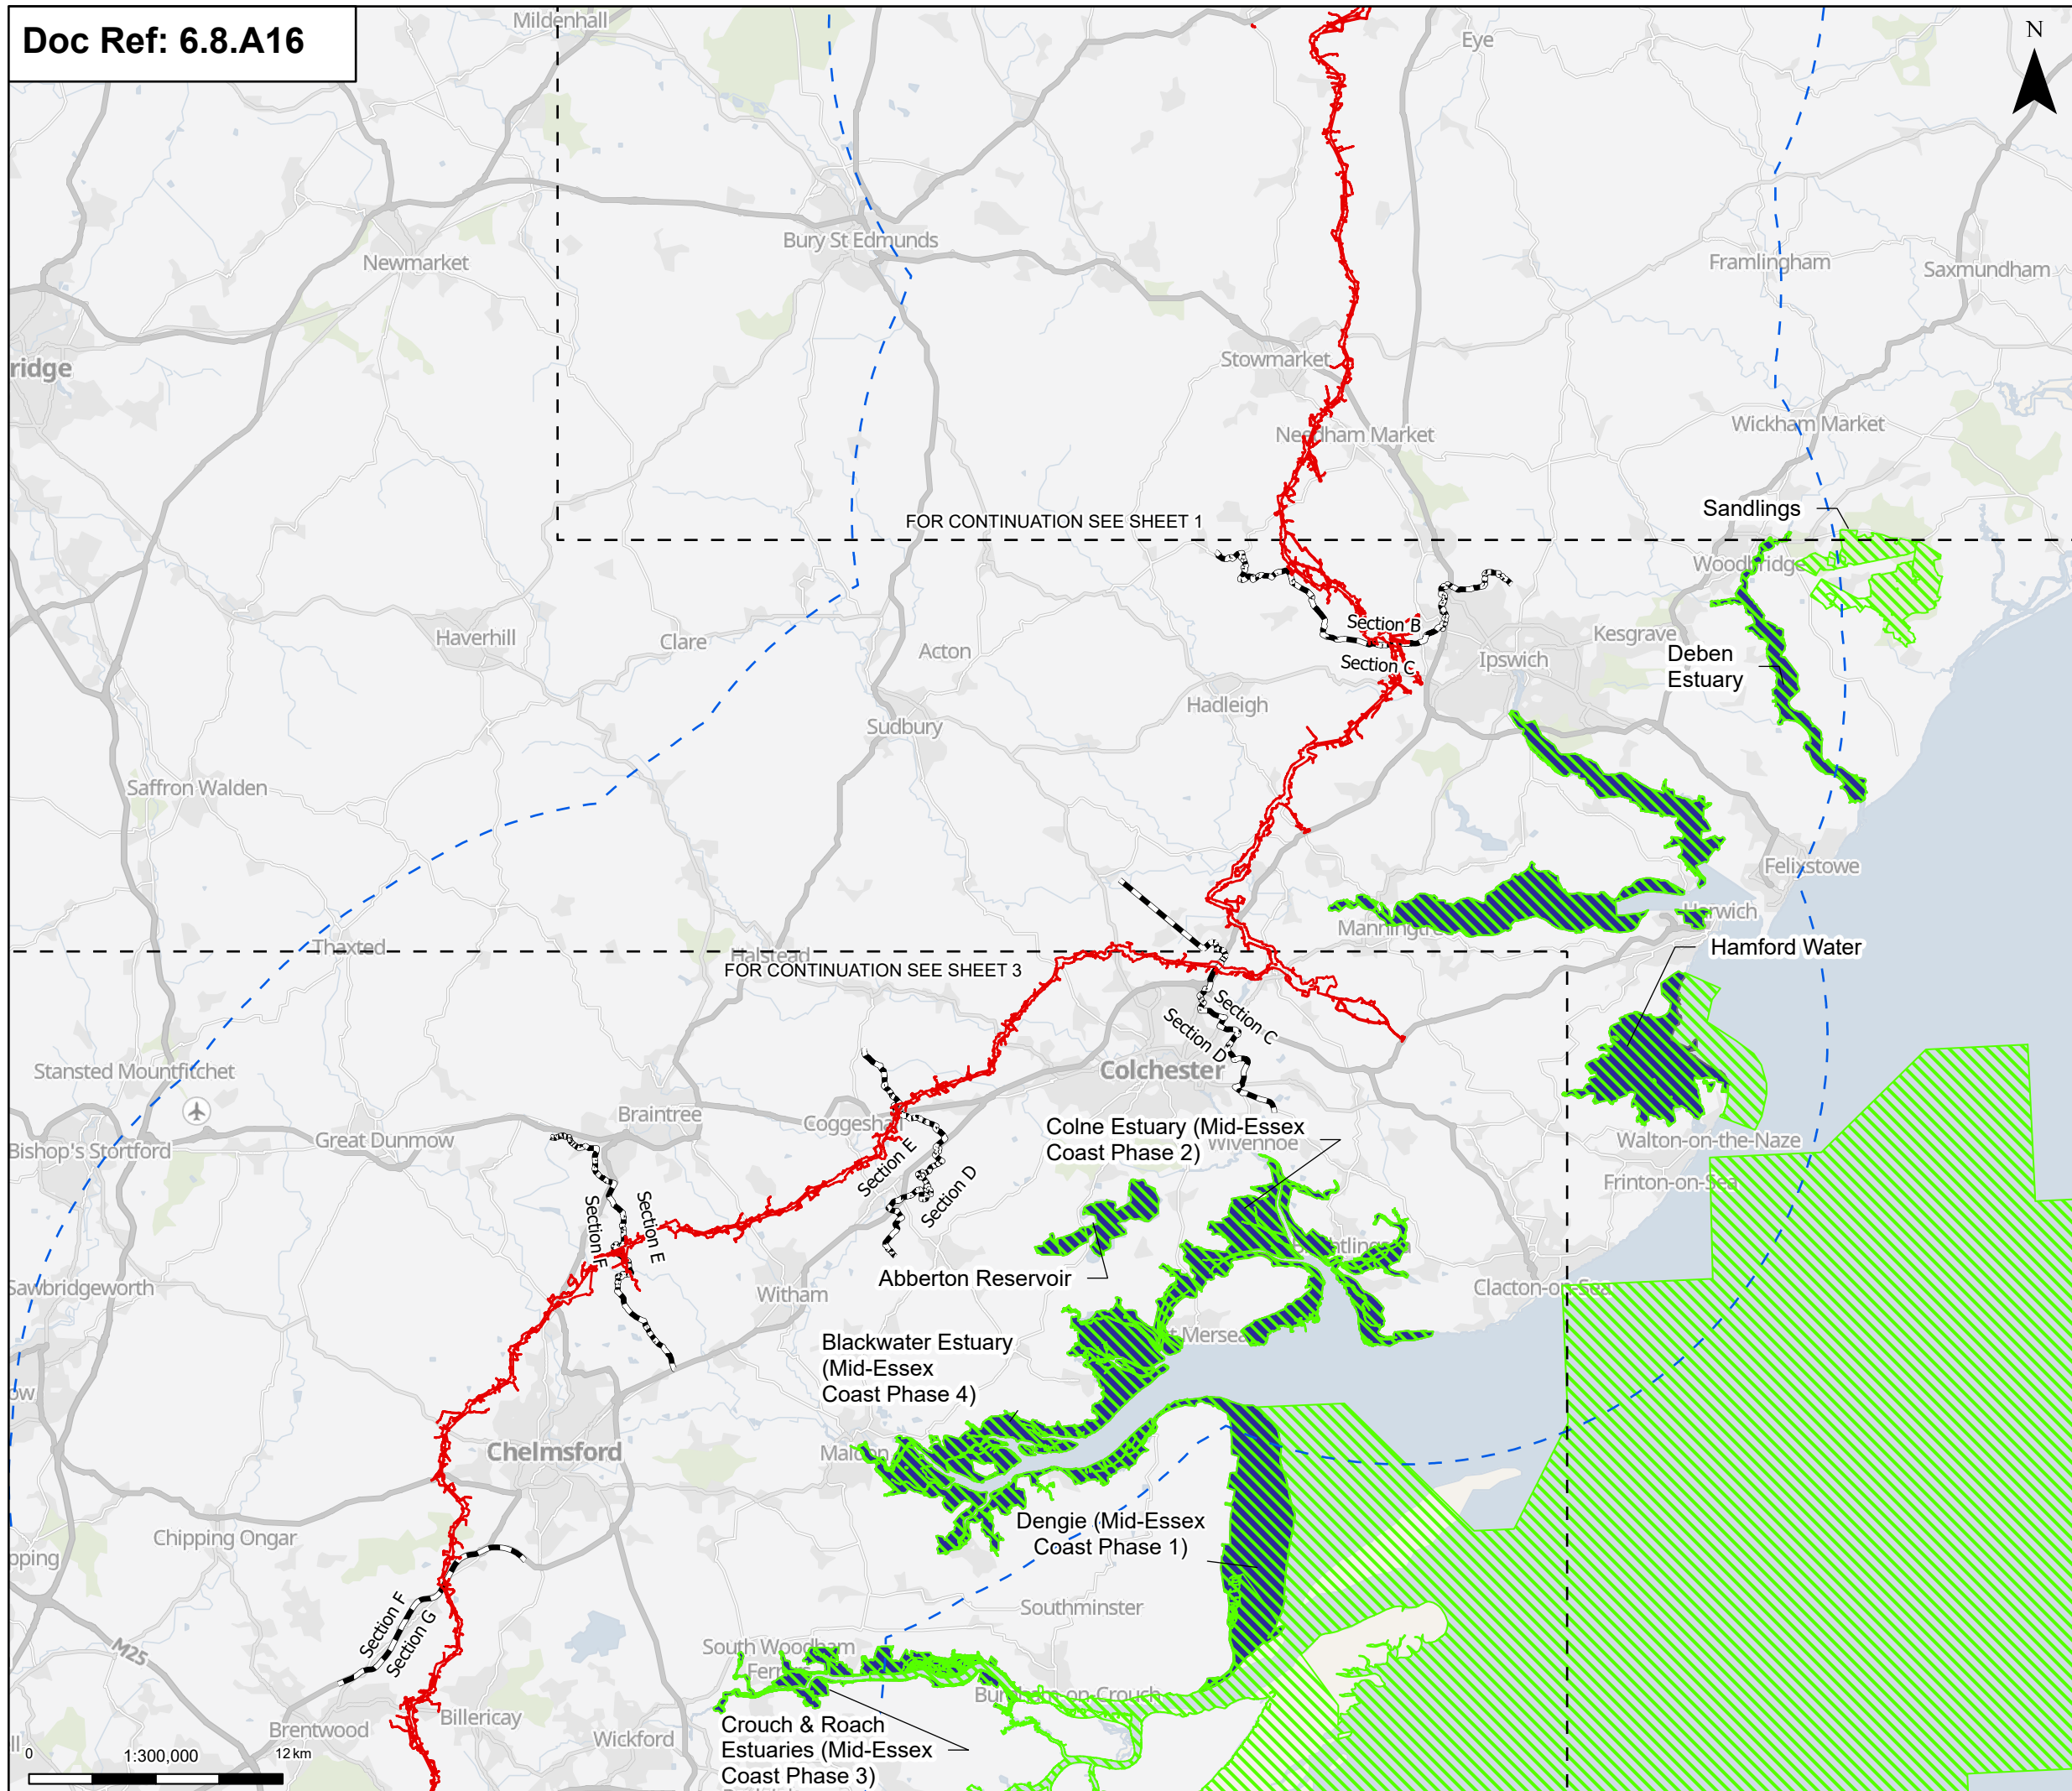 Doc Ref: 6.8.A16
Mildenhall
Eye
N
Bury St Edmunds
Newmarket
Framlingham
Saxmundham
Stowmarket
ridge
Wickham Market
Needham Market
Sandlings
FOR CONTINUATION SEE SHEET 1
Woodbridge
Section B
Kesgrave
Haverhill
Clare
Acton
Section C
Ipswich
Deben
Estuary
Hadleigh
Sudbury
Saffron Walden
Felixstowe
Harwich
Manningtre
Hamford Water
Thaxted
Halstead
FOR CONTINUATION SEE SHEET 3
Section C
Section D
Stansted Mountfitchet
Colchester
Braintree
Coggeshall
Colne Estuary (Mid-Essex
Coast Phase 2)
Wivenhoe
Great Dunmow
Bishop's Stortford
Walton-on-the-Naze
Section E
Section D
Frinton-on-Sea
Section F
Section E
Brightlingsea
Abberton Reservoir
Sawbridgeworth
Witham
Clacton-on-Sea
t Mersea
Blackwater Estuary
(Mid-Essex
Coast Phase 4)
ow
Chelmsford
Maldon
Dengie (Mid-Essex
Coast Phase 1)
Chipping Ongar
pping
Section F
Section G
Southminster
M25
South Woodham
Ferr
Burnham-on-Crouch
Billericay
Brentwood
Wickford
Crouch & Roach
Estuaries (Mid-Essex
Coast Phase 3)
ll
0
1:300,000
12 km